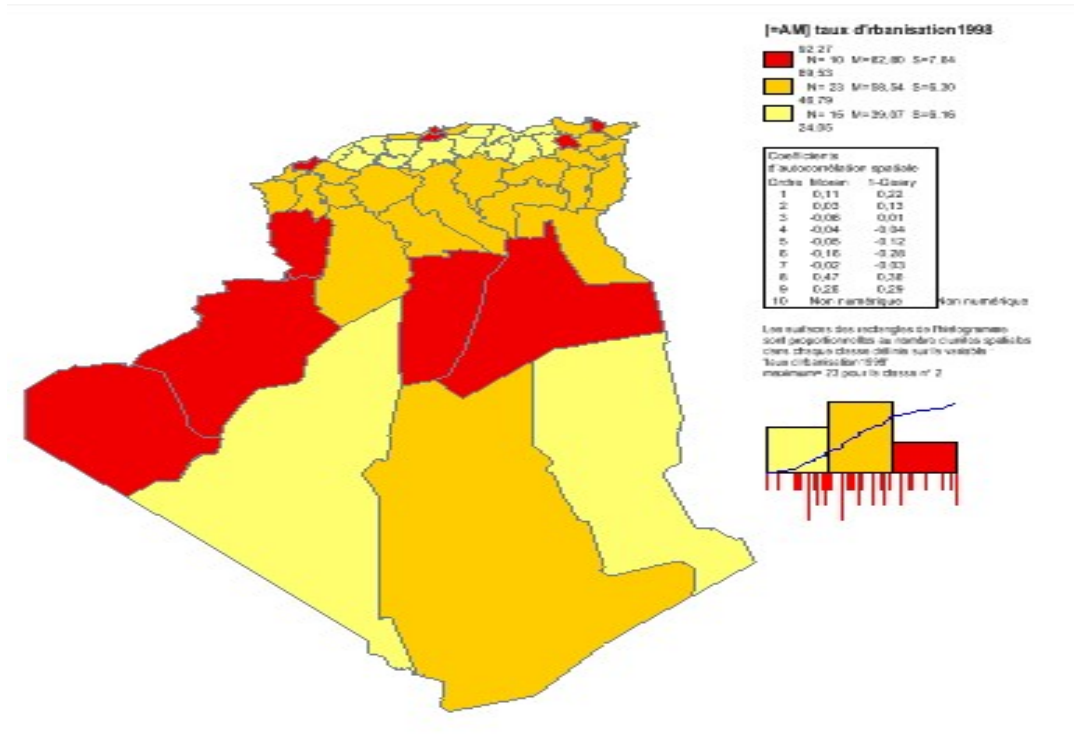 [=AM] taux d'rbanisation1998
92,27
N= 10 M=82,80 S=7,84
69,53
N= 23 M=58,54 S=6,30
46,79
N= 15 M=39,07 S=6,16
24,05
Coefficients
d'autocorrélation spatiale
Ordre Moran 1-Geary
1 0,11 0,22
2 0,03 0,13
3 -0,06 0,01
4 -0,04 -0,04
5 -0,05 -0,12
6 -0,16 -0,28
7 -0,02 -0,03
8 0,47 0,38
9 0,26 0,29
10 Non numérique Non numérique
Les surfaces des rectangles de l'histogramme
sont proportionnelles au nombre d'unités spatiales
dans chaque classe définie sur la variable
'taux d'rbanisation1998'
maximum= 23 pour la classe n° 2